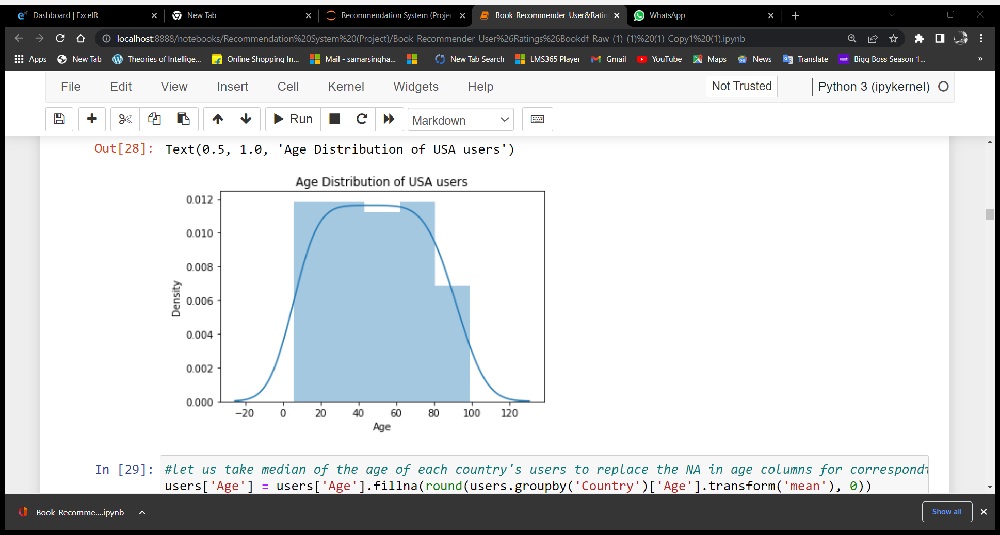 Dashboard | ExcelR
New Tab
Recommendation System (Projec
Book_Recommender_User&Ratin
WhatsApp
localhost:8888/notebooks/Recommendation%20System%20(Project)/Book_Recommender_User%26Ratings%26Bookdf_Raw_(1)_(1)%20(1)-Copy1%20(1).ipynb
Apps
New Tab
Theories of Intellige...
Online Shopping In...
Mail - samarsingha...
New Tab Search
LMS365 Player
Gmail
YouTube
Maps
News
Translate
voot
Bigg Boss Season 1...
»
File Edit View Insert Cell Kernel Widgets Help
Not Trusted
Python 3 (ipykernel)
Run
Markdown
Out[28]: Text(0.5, 1.0, 'Age Distribution of USA users')
Age Distribution of USA users
0.012
0.010
0.008
0.006
0.004
0.002
0.000
Density
−20 0 20 40 60 80 100 120
Age
In [29]: #let us take median of the age of each country's users to replace the NA in age columns for correspondi
users['Age'] = users['Age'].fillna(round(users.groupby('Country')['Age'].transform('mean'), 0))
Book_Recomme....ipynb
Show all